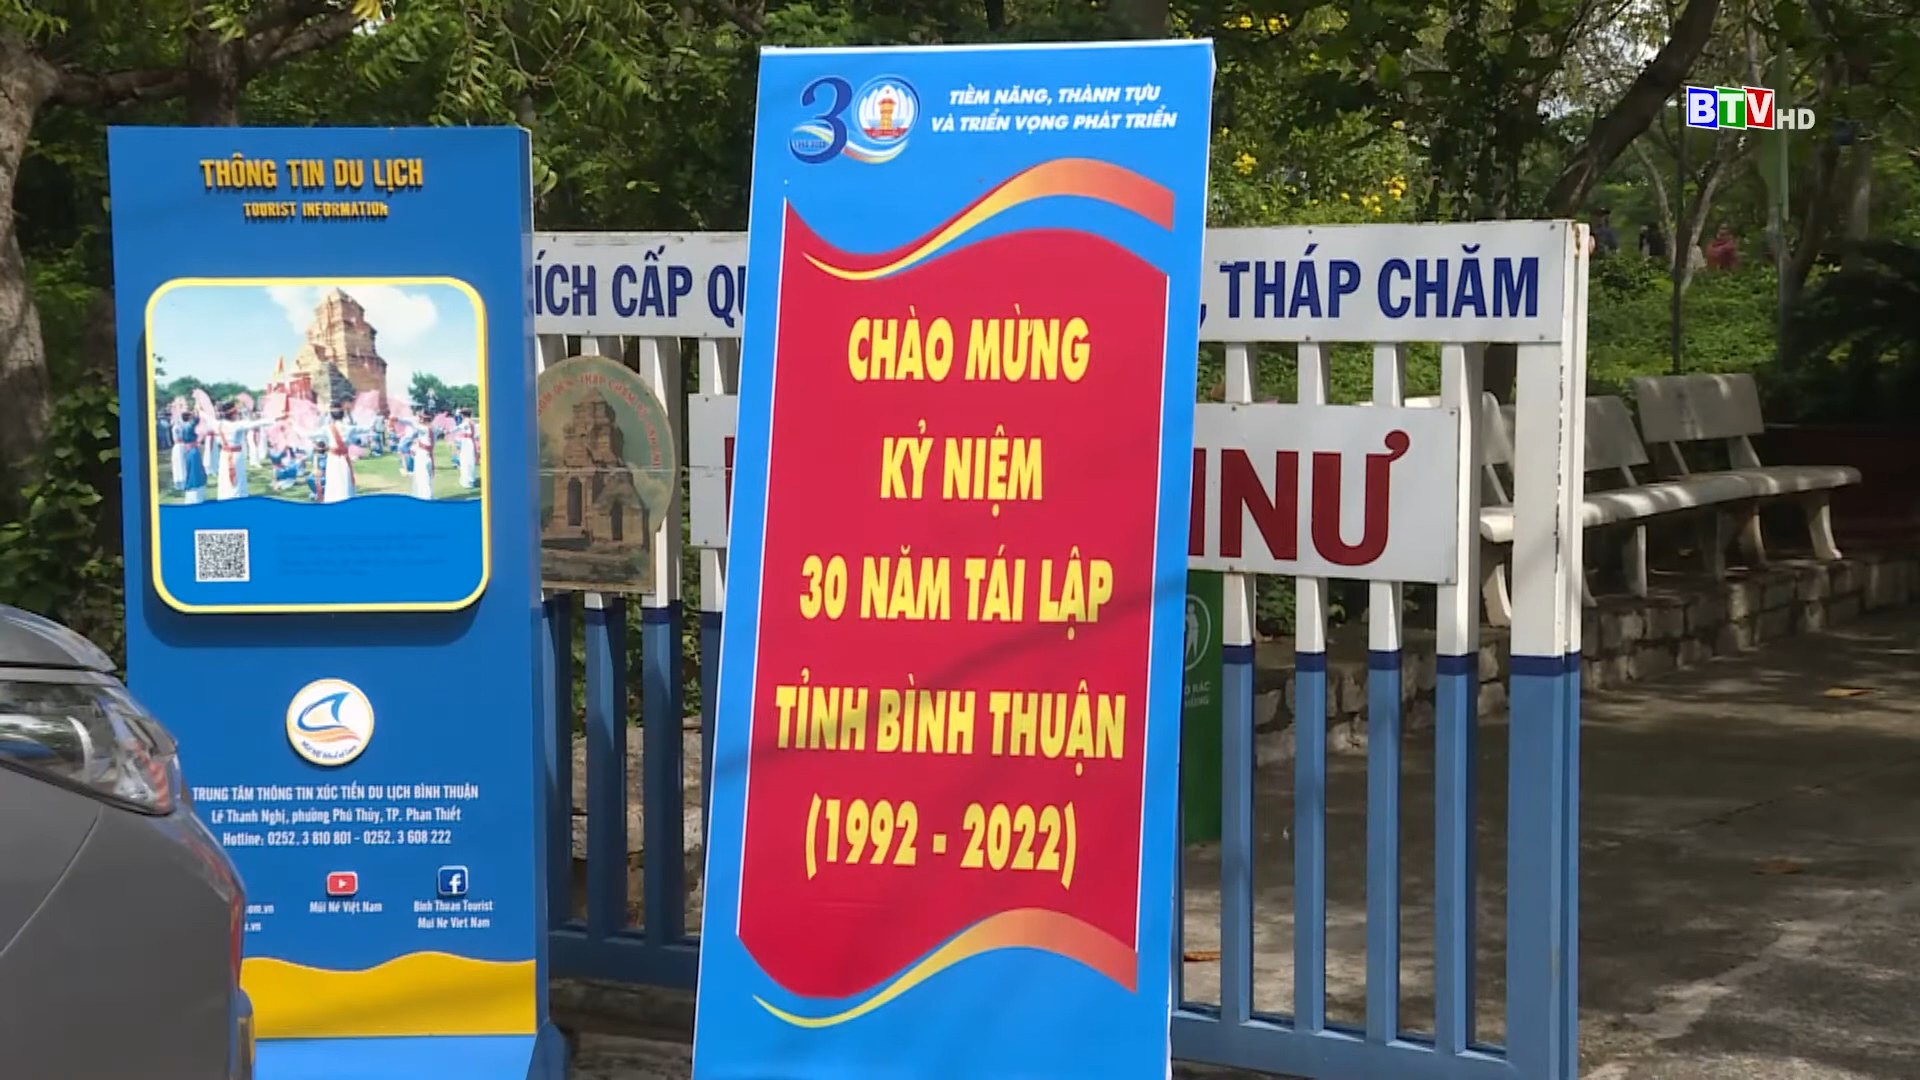 BTV HD
THÔNG TIN DU LỊCH
TOURIST INFORMATION
TRUNG TÂM THÔNG TIN XÚC TIẾN DU LỊCH BÌNH THUẬN
Lê Thanh Nghị, phường Phú Thủy, TP. Phan Thiết
Hotline: 0252. 3 810 801 - 0252. 3 608 222
Mũi Né Việt Nam
Binh Thuan Tourist
Mui Ne Viet Nam
30
TIỀM NĂNG, THÀNH TỰU
VÀ TRIỂN VỌNG PHÁT TRIỂN
CHÀO MỪNG
KỶ NIỆM
30 NĂM TÁI LẬP
TỈNH BÌNH THUẬN
(1992 - 2022)
ÍCH CẤP QU
, THÁP CHĂM
INƯ